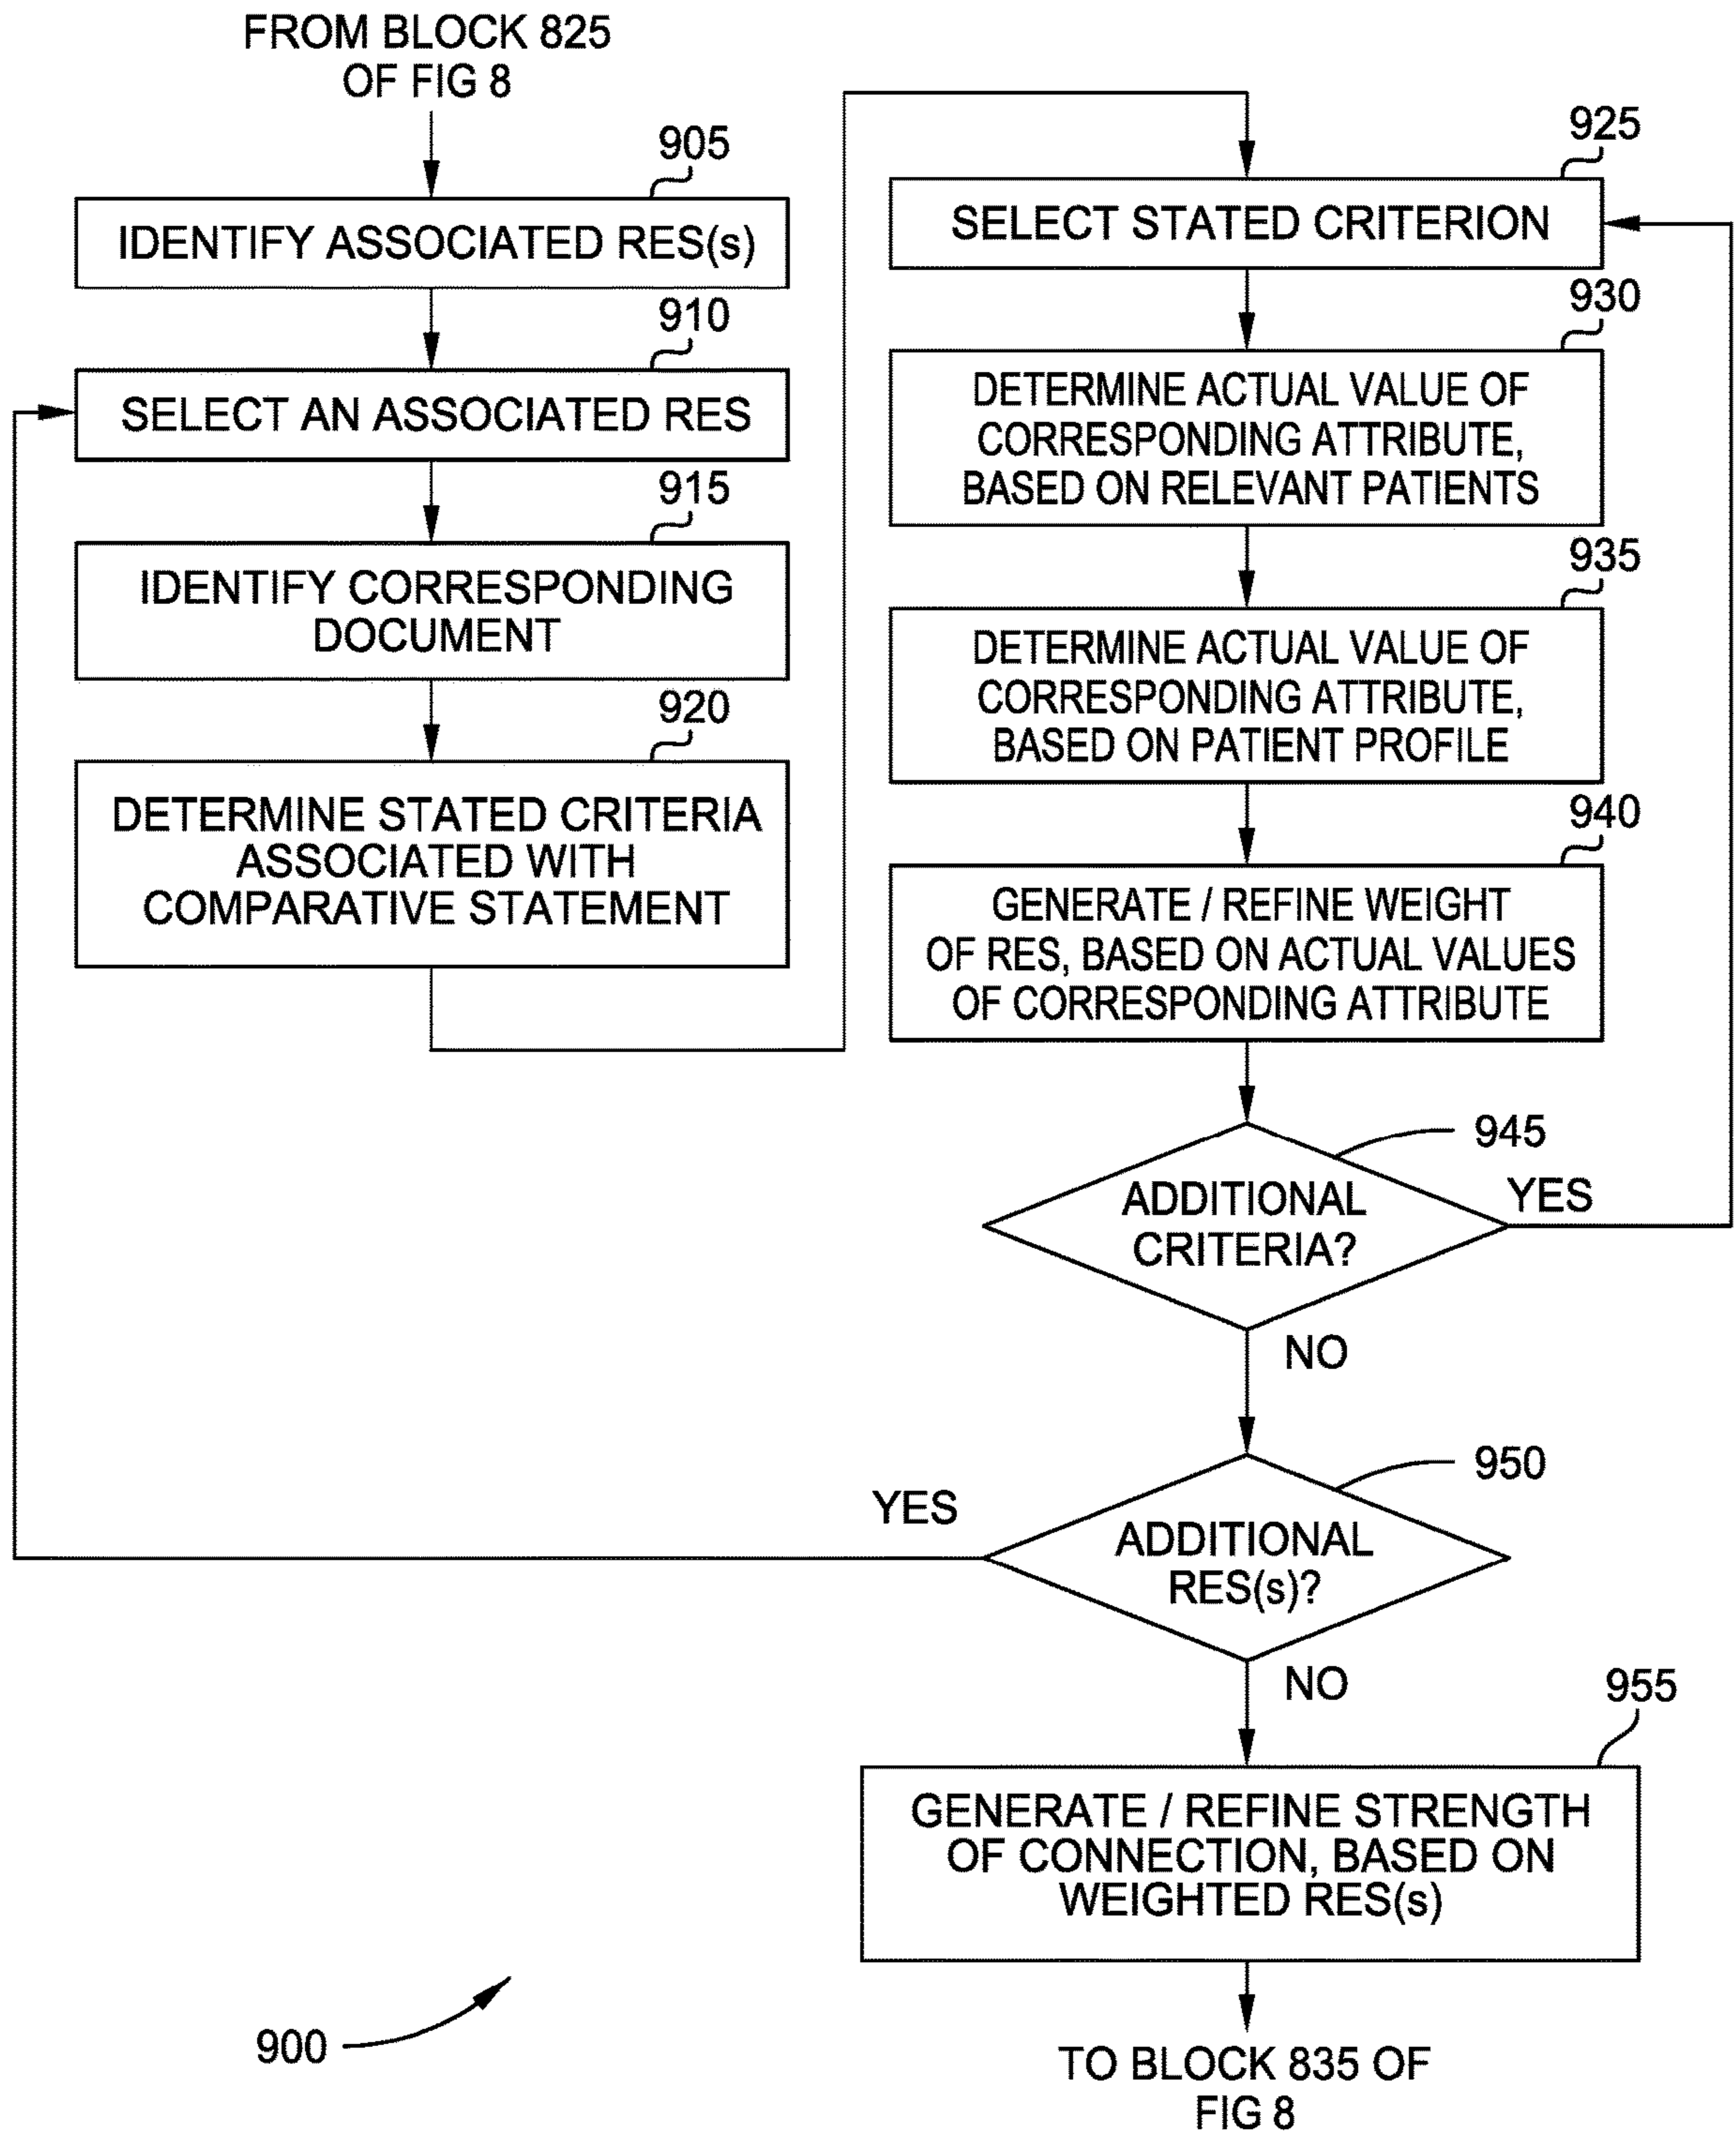 FROM BLOCK 825
OF FIG 8
905
IDENTIFY ASSOCIATED RES(s)
910
SELECT AN ASSOCIATED RES
915
IDENTIFY CORRESPONDING
DOCUMENT
920
DETERMINE STATED CRITERIA
ASSOCIATED WITH
COMPARATIVE STATEMENT
925
SELECT STATED CRITERION
930
DETERMINE ACTUAL VALUE OF
CORRESPONDING ATTRIBUTE,
BASED ON RELEVANT PATIENTS
935
DETERMINE ACTUAL VALUE OF
CORRESPONDING ATTRIBUTE,
BASED ON PATIENT PROFILE
940
GENERATE / REFINE WEIGHT
OF RES, BASED ON ACTUAL VALUES
OF CORRESPONDING ATTRIBUTE
945
ADDITIONAL
CRITERIA?
YES
NO
950
YES
ADDITIONAL
RES(s)?
NO
955
GENERATE / REFINE STRENGTH
OF CONNECTION, BASED ON
WEIGHTED RES(s)
900
TO BLOCK 835 OF
FIG 8